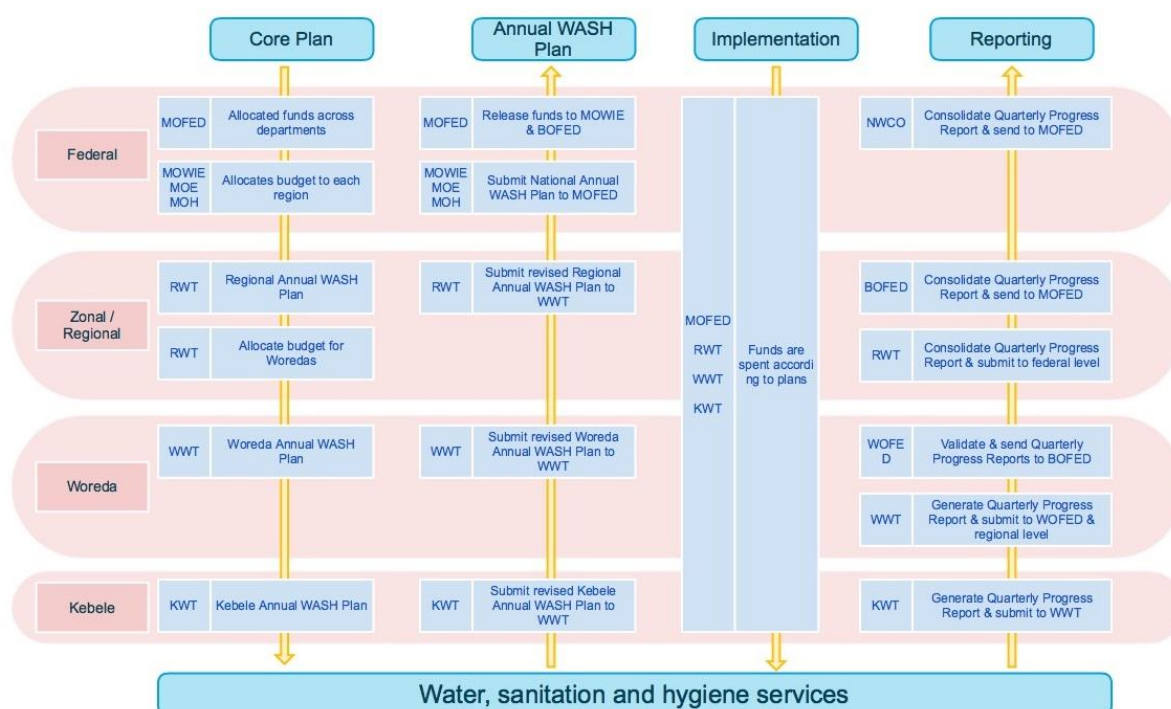 Core Plan
Annual WASH
Plan
Implementation
Reporting
Federal
MOFED
Allocated funds across
departments
MOFED
Release funds to MOWIE
& BOFED
NWCO
Consolidate Quarterly Progress
Report & send to MOFED
MOWIE
MOE
MOH
Allocates budget to each
region
MOWIE
MOE
MOH
Submit National Annual
WASH Plan to MOFED
Zonal /
Regional
RWT
Regional Annual WASH
Plan
RWT
Submit revised Regional
Annual WASH Plan to
WWT
BOFED
Consolidate Quarterly Progress
Report & send to MOFED
RWT
Allocate budget for
Woredas
RWT
Consolidate Quarterly Progress
Report & submit to federal level
MOFED
RWT
WWT
KWT
Funds are
spent accordi
ng to plans
Woreda
WWT
Woreda Annual WASH
Plan
WWT
Submit revised Woreda
Annual WASH Plan to
WWT
WOFE
D
Validate & send Quarterly
Progress Reports to BOFED
WWT
Generate Quarterly Progress
Report & submit to WOFED &
regional level
Kebele
KWT
Kebele Annual WASH Plan
KWT
Submit revised Kebele
Annual WASH Plan to
WWT
KWT
Generate Quarterly Progress
Report & submit to WWT
Water, sanitation and hygiene services